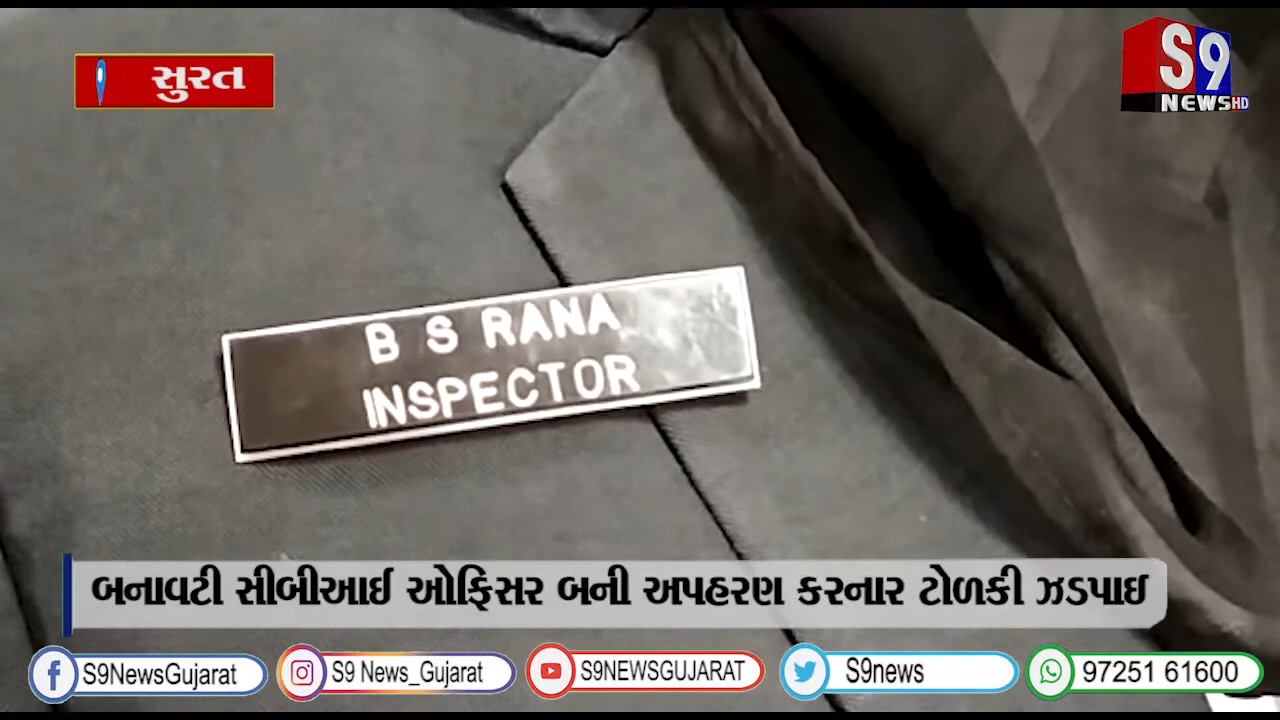 સુરત
S9
NEWS HD
B S RANA
INSPECTOR
બનાવટી સીબીઆઈ ઓફિસર બની અપહરણ કરનાર ટોળકી ઝડપાઇ
S9NewsGujarat
S9 News_Gujarat
S9NEWSGUJARAT
S9news
97251 61600